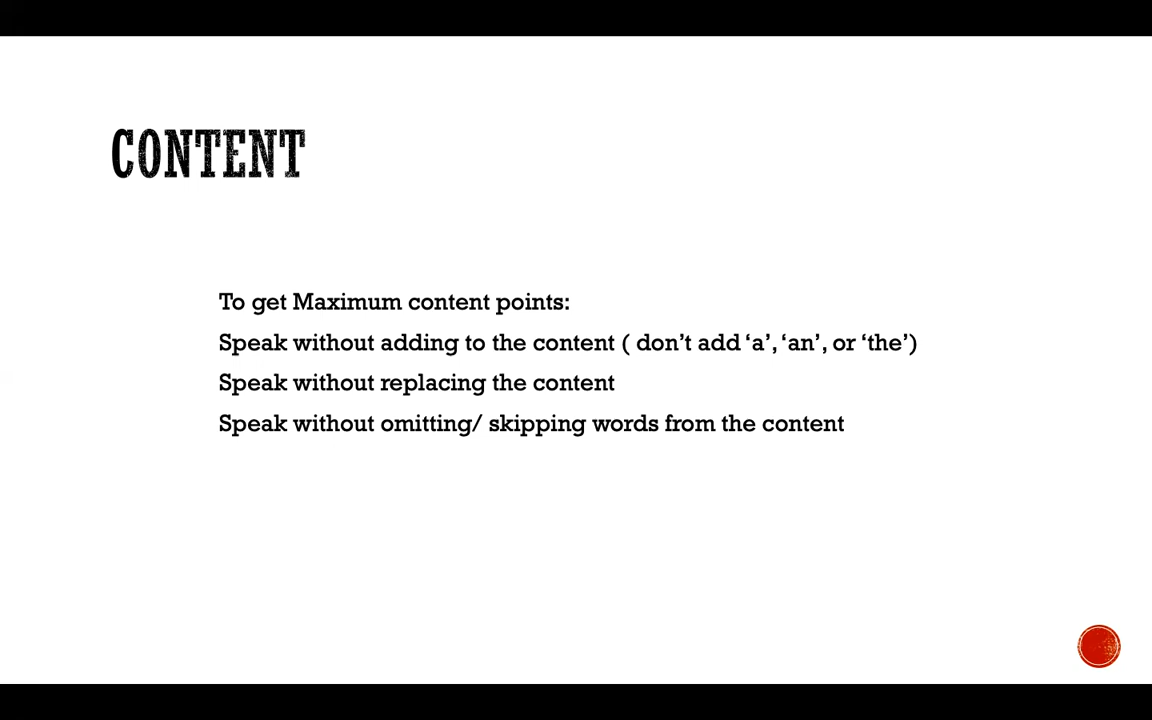 CONTENT
To get Maximum content points:
Speak without adding to the content ( don’t add ‘a’, ‘an’, or ‘the’)
Speak without replacing the content
Speak without omitting/ skipping words from the content